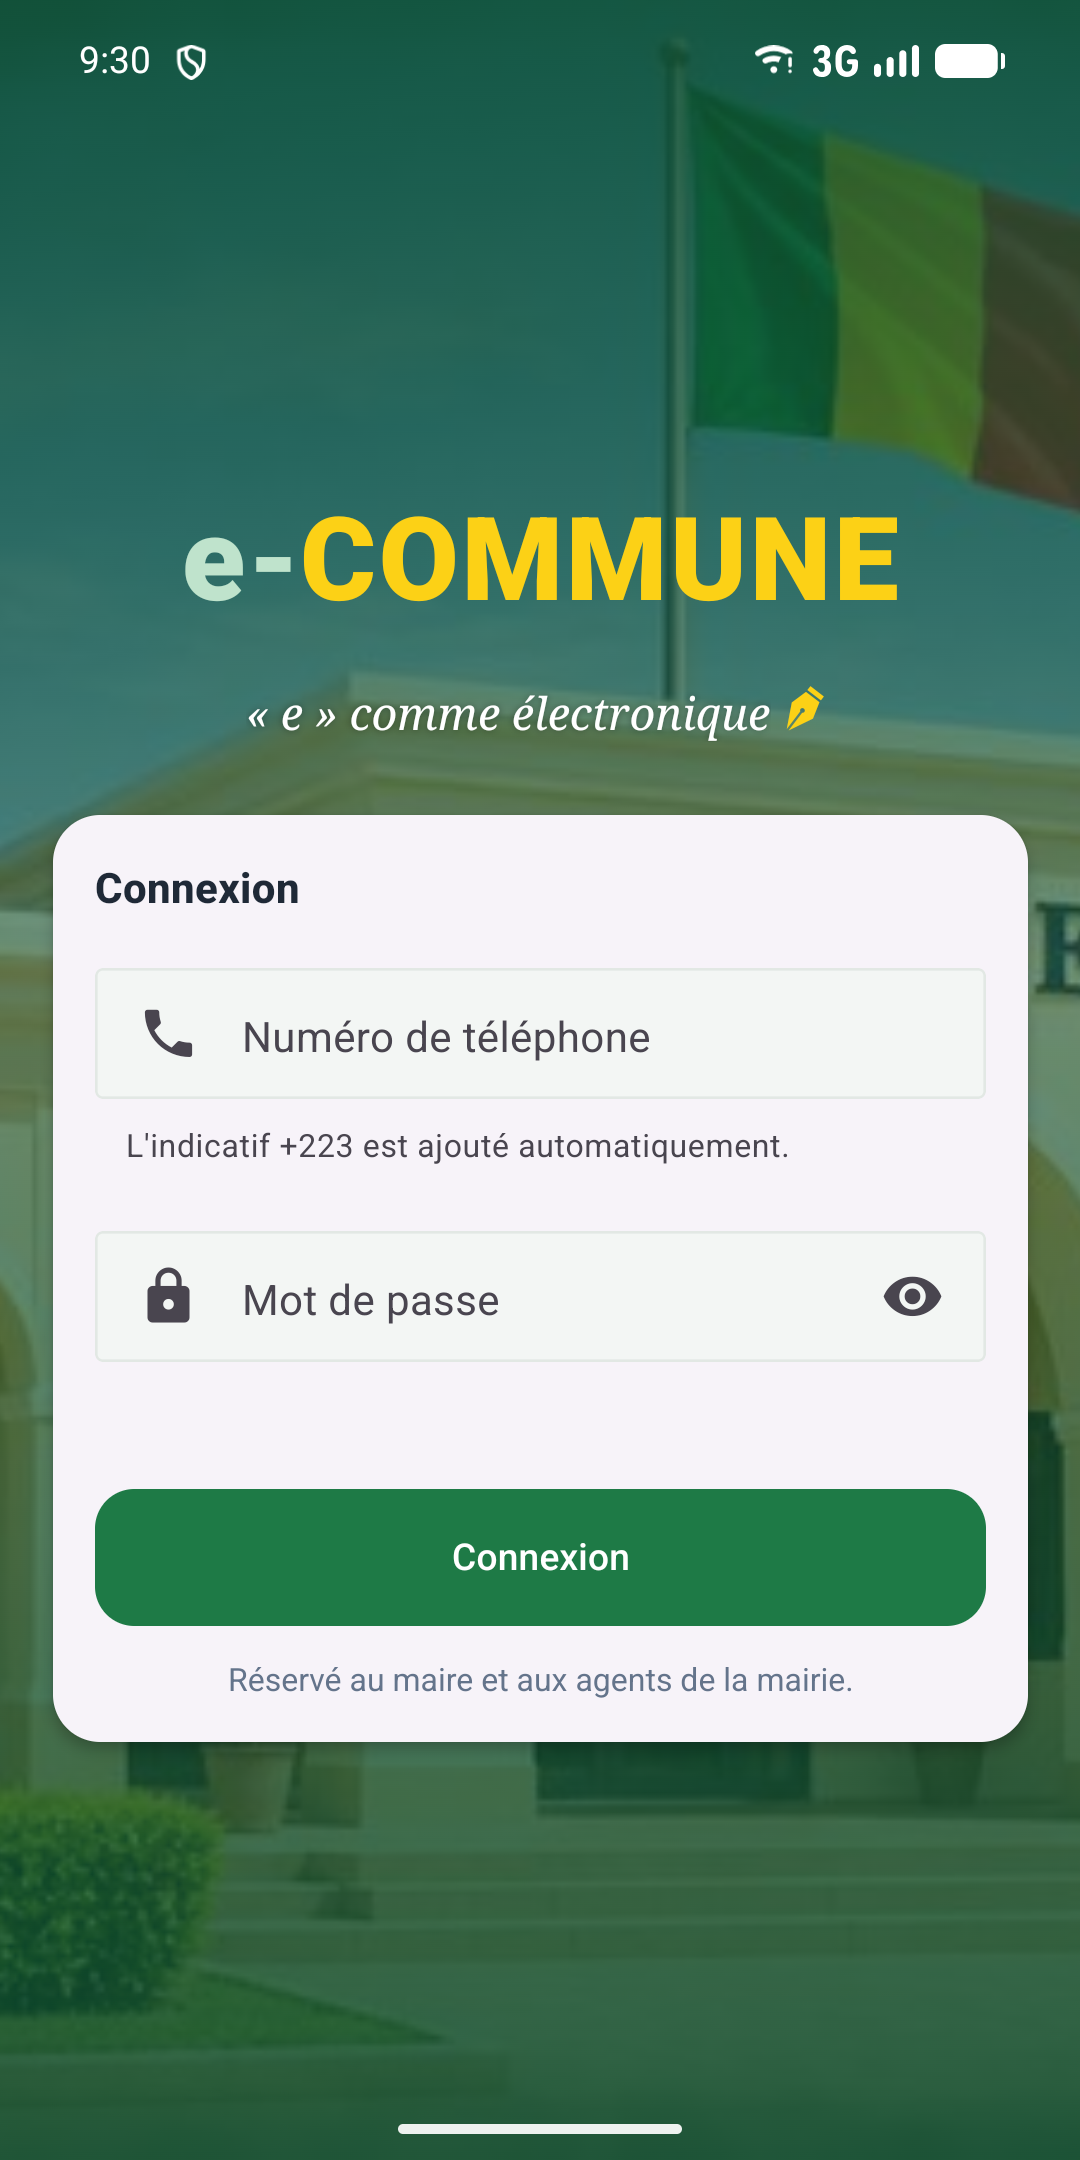 9:30 3G
e-COMMUNE
« e » comme électronique
Connexion
E
Numéro de téléphone
L'indicatif +223 est ajouté automatiquement.
Mot de passe
Connexion
Réservé au maire et aux agents de la mairie.